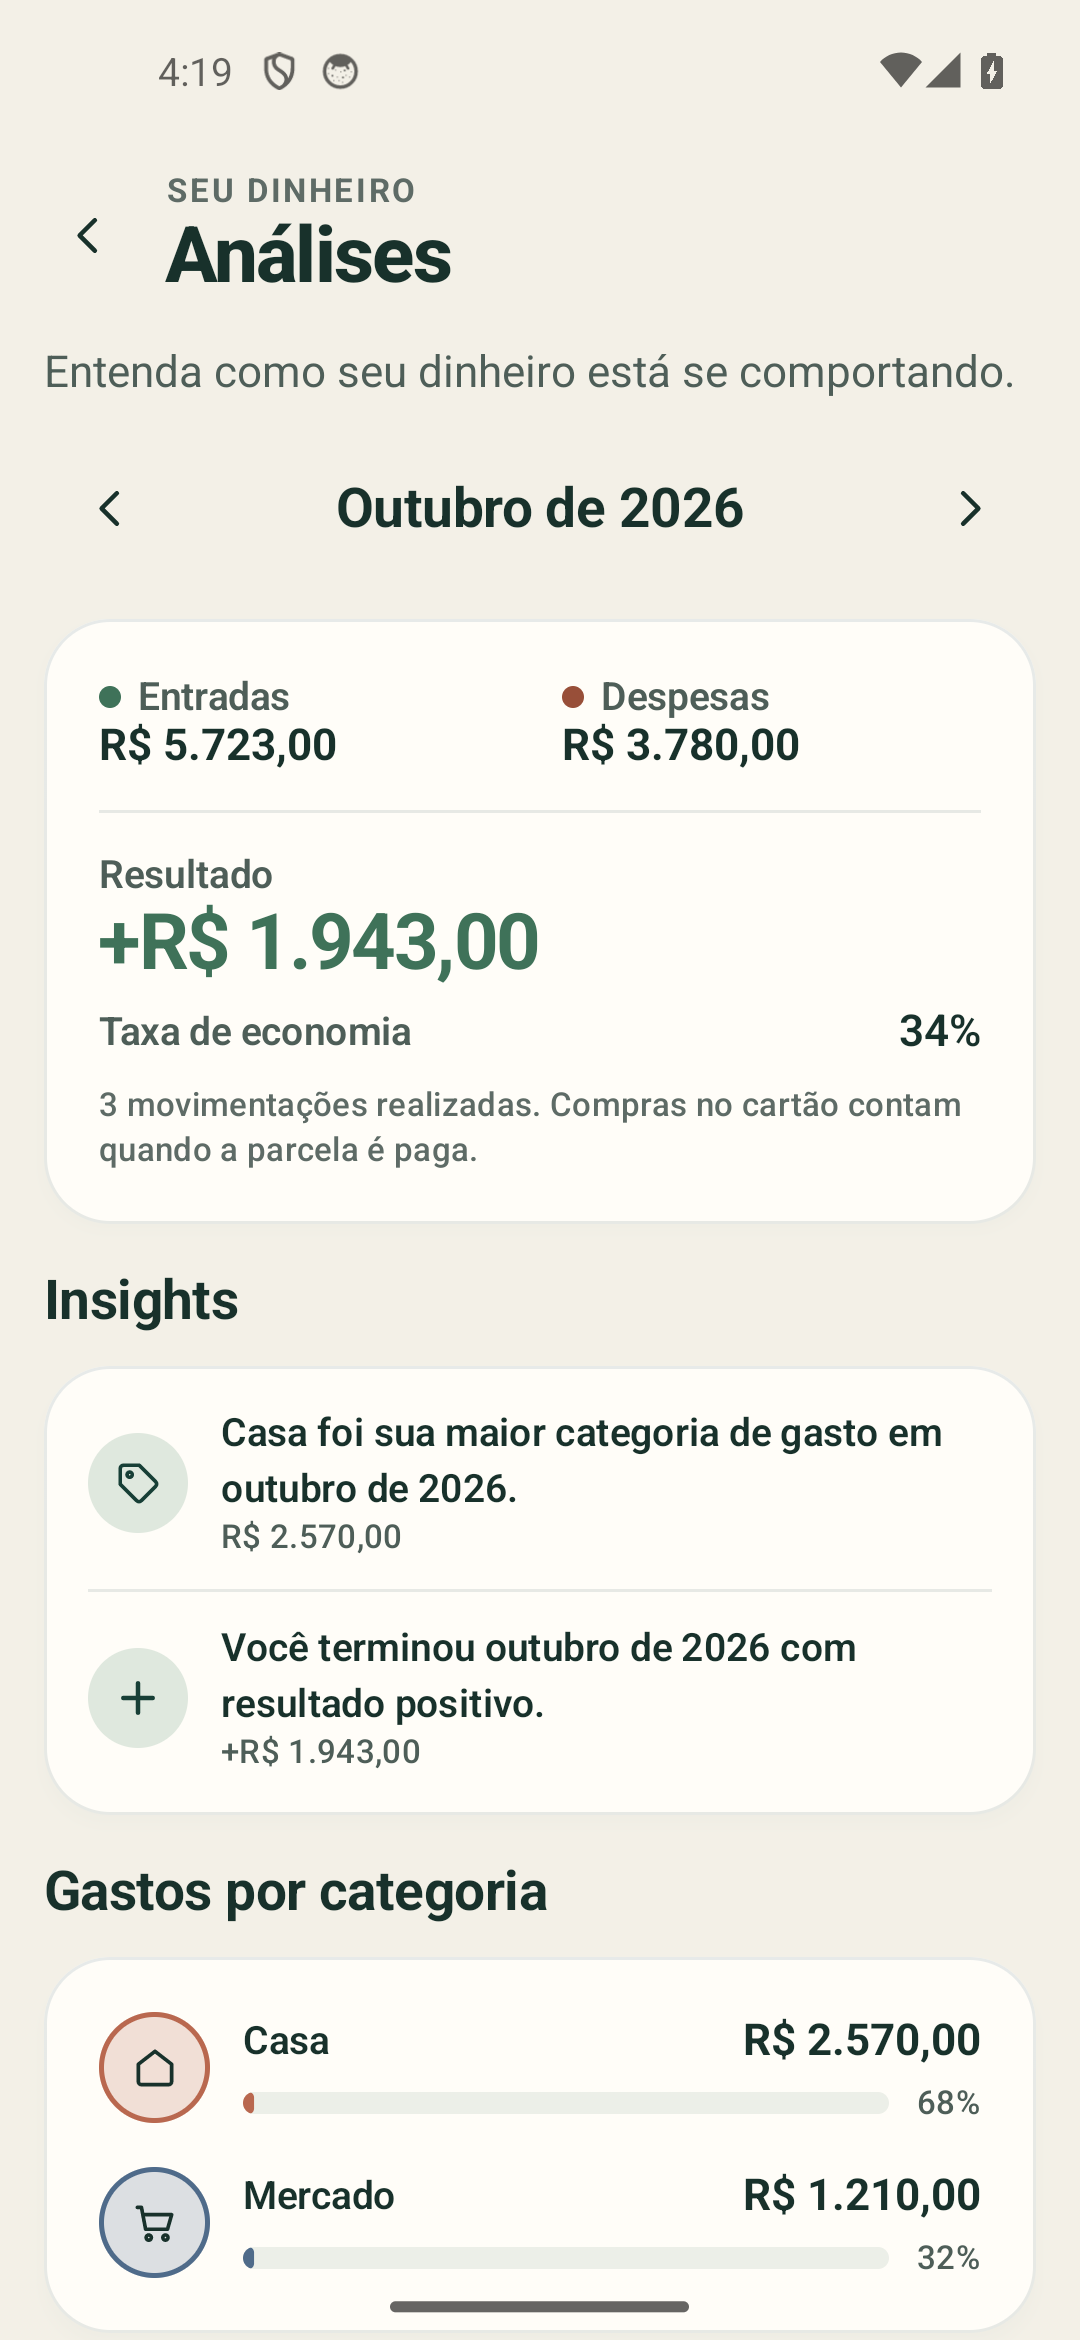 4:19
SEU DINHEIRO
Análises
Entenda como seu dinheiro está se comportando.
Outubro de 2026
Entradas
R$ 5.723,00
Despesas
R$ 3.780,00
Resultado
+R$ 1.943,00
Taxa de economia
34%
3 movimentações realizadas. Compras no cartão contam
quando a parcela é paga.
Insights
Casa foi sua maior categoria de gasto em
outubro de 2026.
R$ 2.570,00
Você terminou outubro de 2026 com
resultado positivo.
+R$ 1.943,00
Gastos por categoria
Casa
R$ 2.570,00
68%
Mercado
R$ 1.210,00
32%